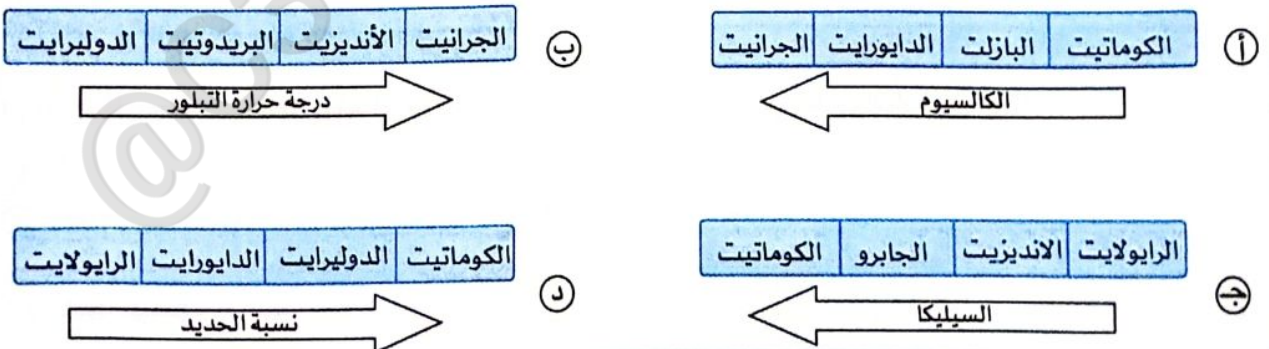 أ الكوماتيت البازلت الدايورايت الجرانيت
الكالسيوم
ب الجرانيت الأنديزيت البريدوتيت الدوليرايت
درجة حرارة التبلور
جـ الرايولايت الانديزيت الجابرو الكوماتيت
السيليكا
د الكوماتيت الدوليرايت الدايورايت الرايولايت
نسبة الحديد